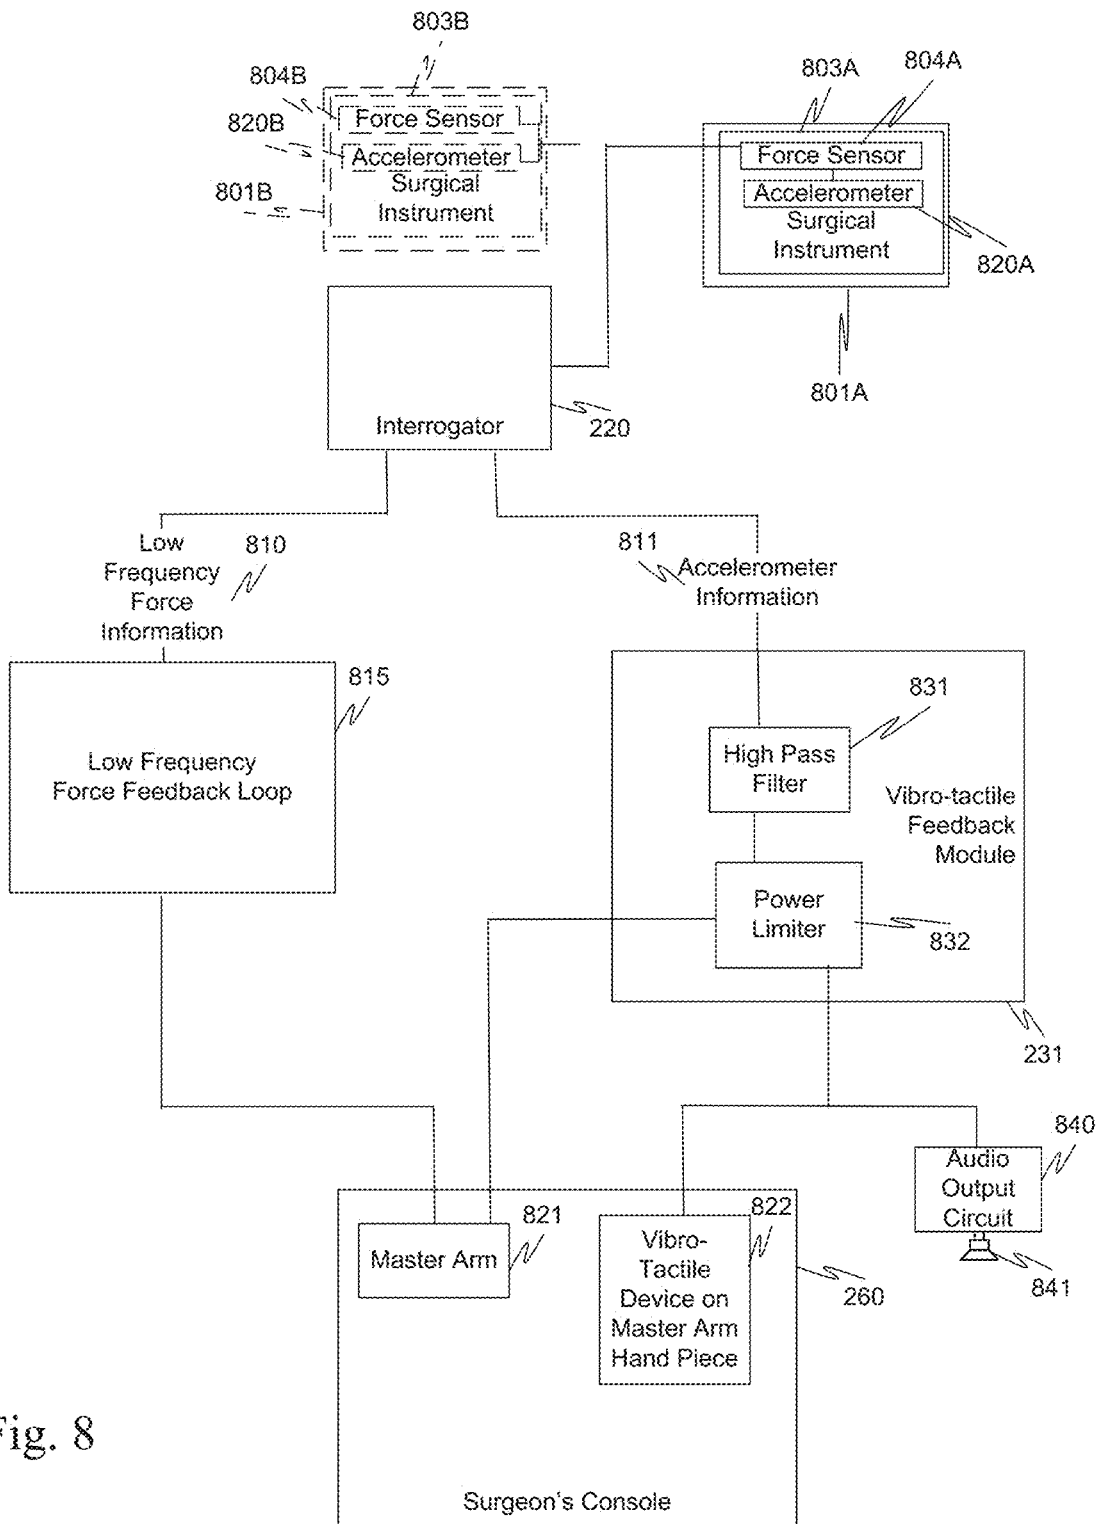 803B
804B
803A
804A
Force Sensor
820B
Accelerometer
Force Sensor
801B
Surgical
Instrument
Accelerometer
Surgical
Instrument
820A
801A
Interrogator
220
Low
Frequency
Force
Information
810
811
Accelerometer
Information
815
Low Frequency
Force Feedback Loop
831
High Pass
Filter
Vibro-tactile
Feedback
Module
Power
Limiter
832
231
840
Audio
Output
Circuit
841
821
Master Arm
822
Vibro-
Tactile
Device on
Master Arm
Hand Piece
260
Fig. 8
Surgeon's Console